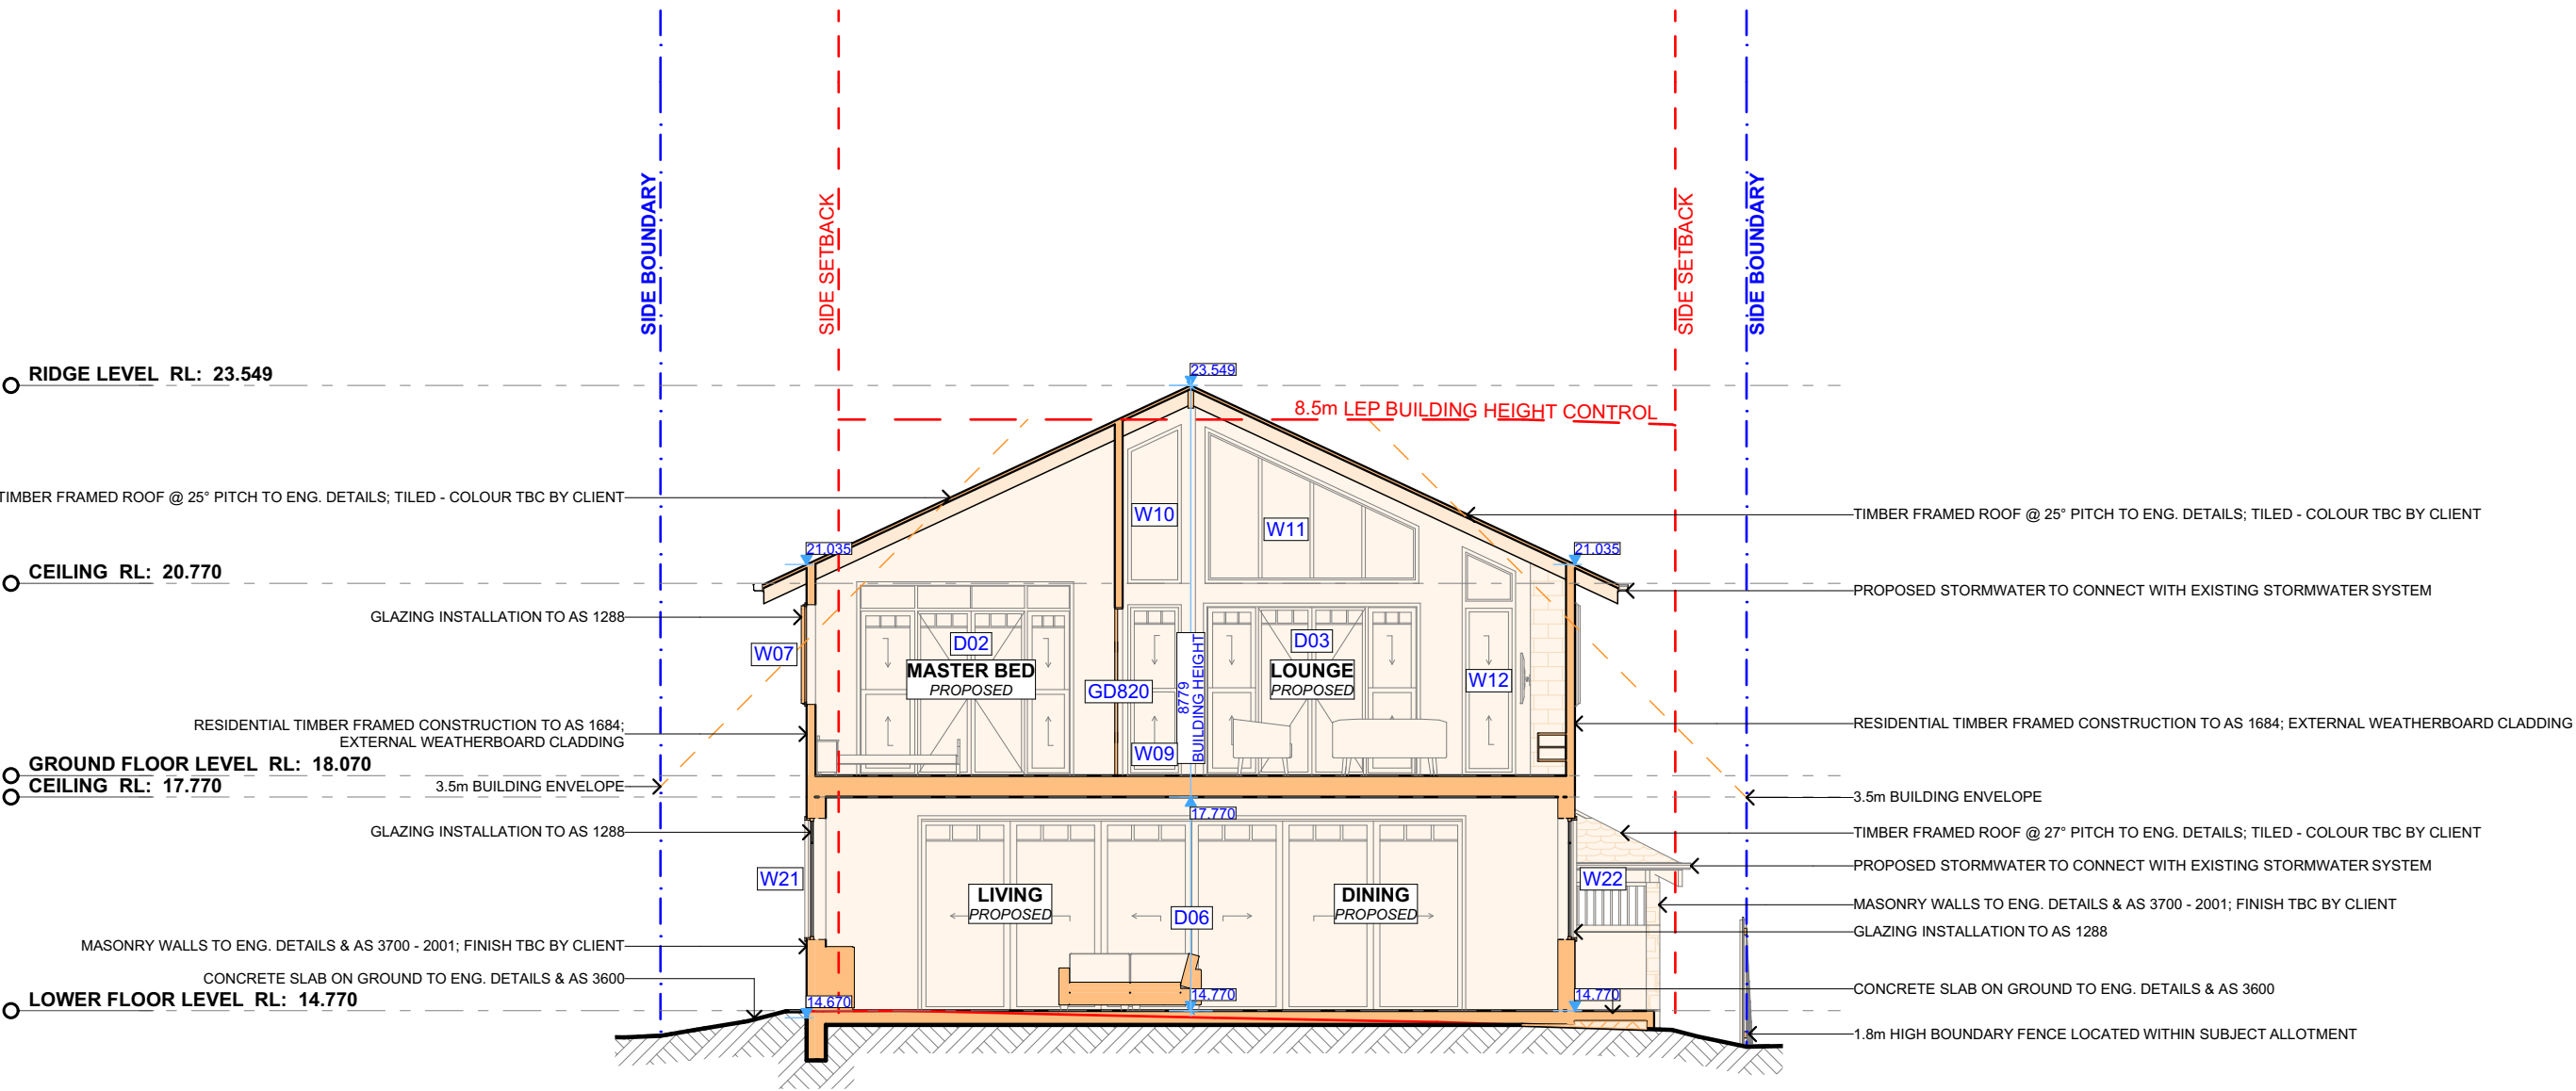 SIDE BOUNDARY
SIDE SETBACK
SIDE SETBACK
SIDE BOUNDARY
RIDGE LEVEL RL: 23.549
23.549
8.5m LEP BUILDING HEIGHT CONTROL
TIMBER FRAMED ROOF @ 25° PITCH TO ENG. DETAILS; TILED - COLOUR TBC BY CLIENT
W10
W11
TIMBER FRAMED ROOF @ 25° PITCH TO ENG. DETAILS; TILED - COLOUR TBC BY CLIENT
21.035
21.035
CEILING RL: 20.770
PROPOSED STORMWATER TO CONNECT WITH EXISTING STORMWATER SYSTEM
GLAZING INSTALLATION TO AS 1288
W07
D02
MASTER BED
PROPOSED
GD820
8779
BUILDING HEIGHT
D03
LOUNGE
PROPOSED
W12
RESIDENTIAL TIMBER FRAMED CONSTRUCTION TO AS 1684;
EXTERNAL WEATHERBOARD CLADDING
W09
RESIDENTIAL TIMBER FRAMED CONSTRUCTION TO AS 1684; EXTERNAL WEATHERBOARD CLADDING
GROUND FLOOR LEVEL RL: 18.070
CEILING RL: 17.770
3.5m BUILDING ENVELOPE
3.5m BUILDING ENVELOPE
17.770
GLAZING INSTALLATION TO AS 1288
TIMBER FRAMED ROOF @ 27° PITCH TO ENG. DETAILS; TILED - COLOUR TBC BY CLIENT
PROPOSED STORMWATER TO CONNECT WITH EXISTING STORMWATER SYSTEM
W21
LIVING
PROPOSED
D06
DINING
PROPOSED
W22
MASONRY WALLS TO ENG. DETAILS & AS 3700 - 2001; FINISH TBC BY CLIENT
GLAZING INSTALLATION TO AS 1288
MASONRY WALLS TO ENG. DETAILS & AS 3700 - 2001; FINISH TBC BY CLIENT
CONCRETE SLAB ON GROUND TO ENG. DETAILS & AS 3600
CONCRETE SLAB ON GROUND TO ENG. DETAILS & AS 3600
LOWER FLOOR LEVEL RL: 14.770
14.670
14.770
14.770
1.8m HIGH BOUNDARY FENCE LOCATED WITHIN SUBJECT ALLOTMENT